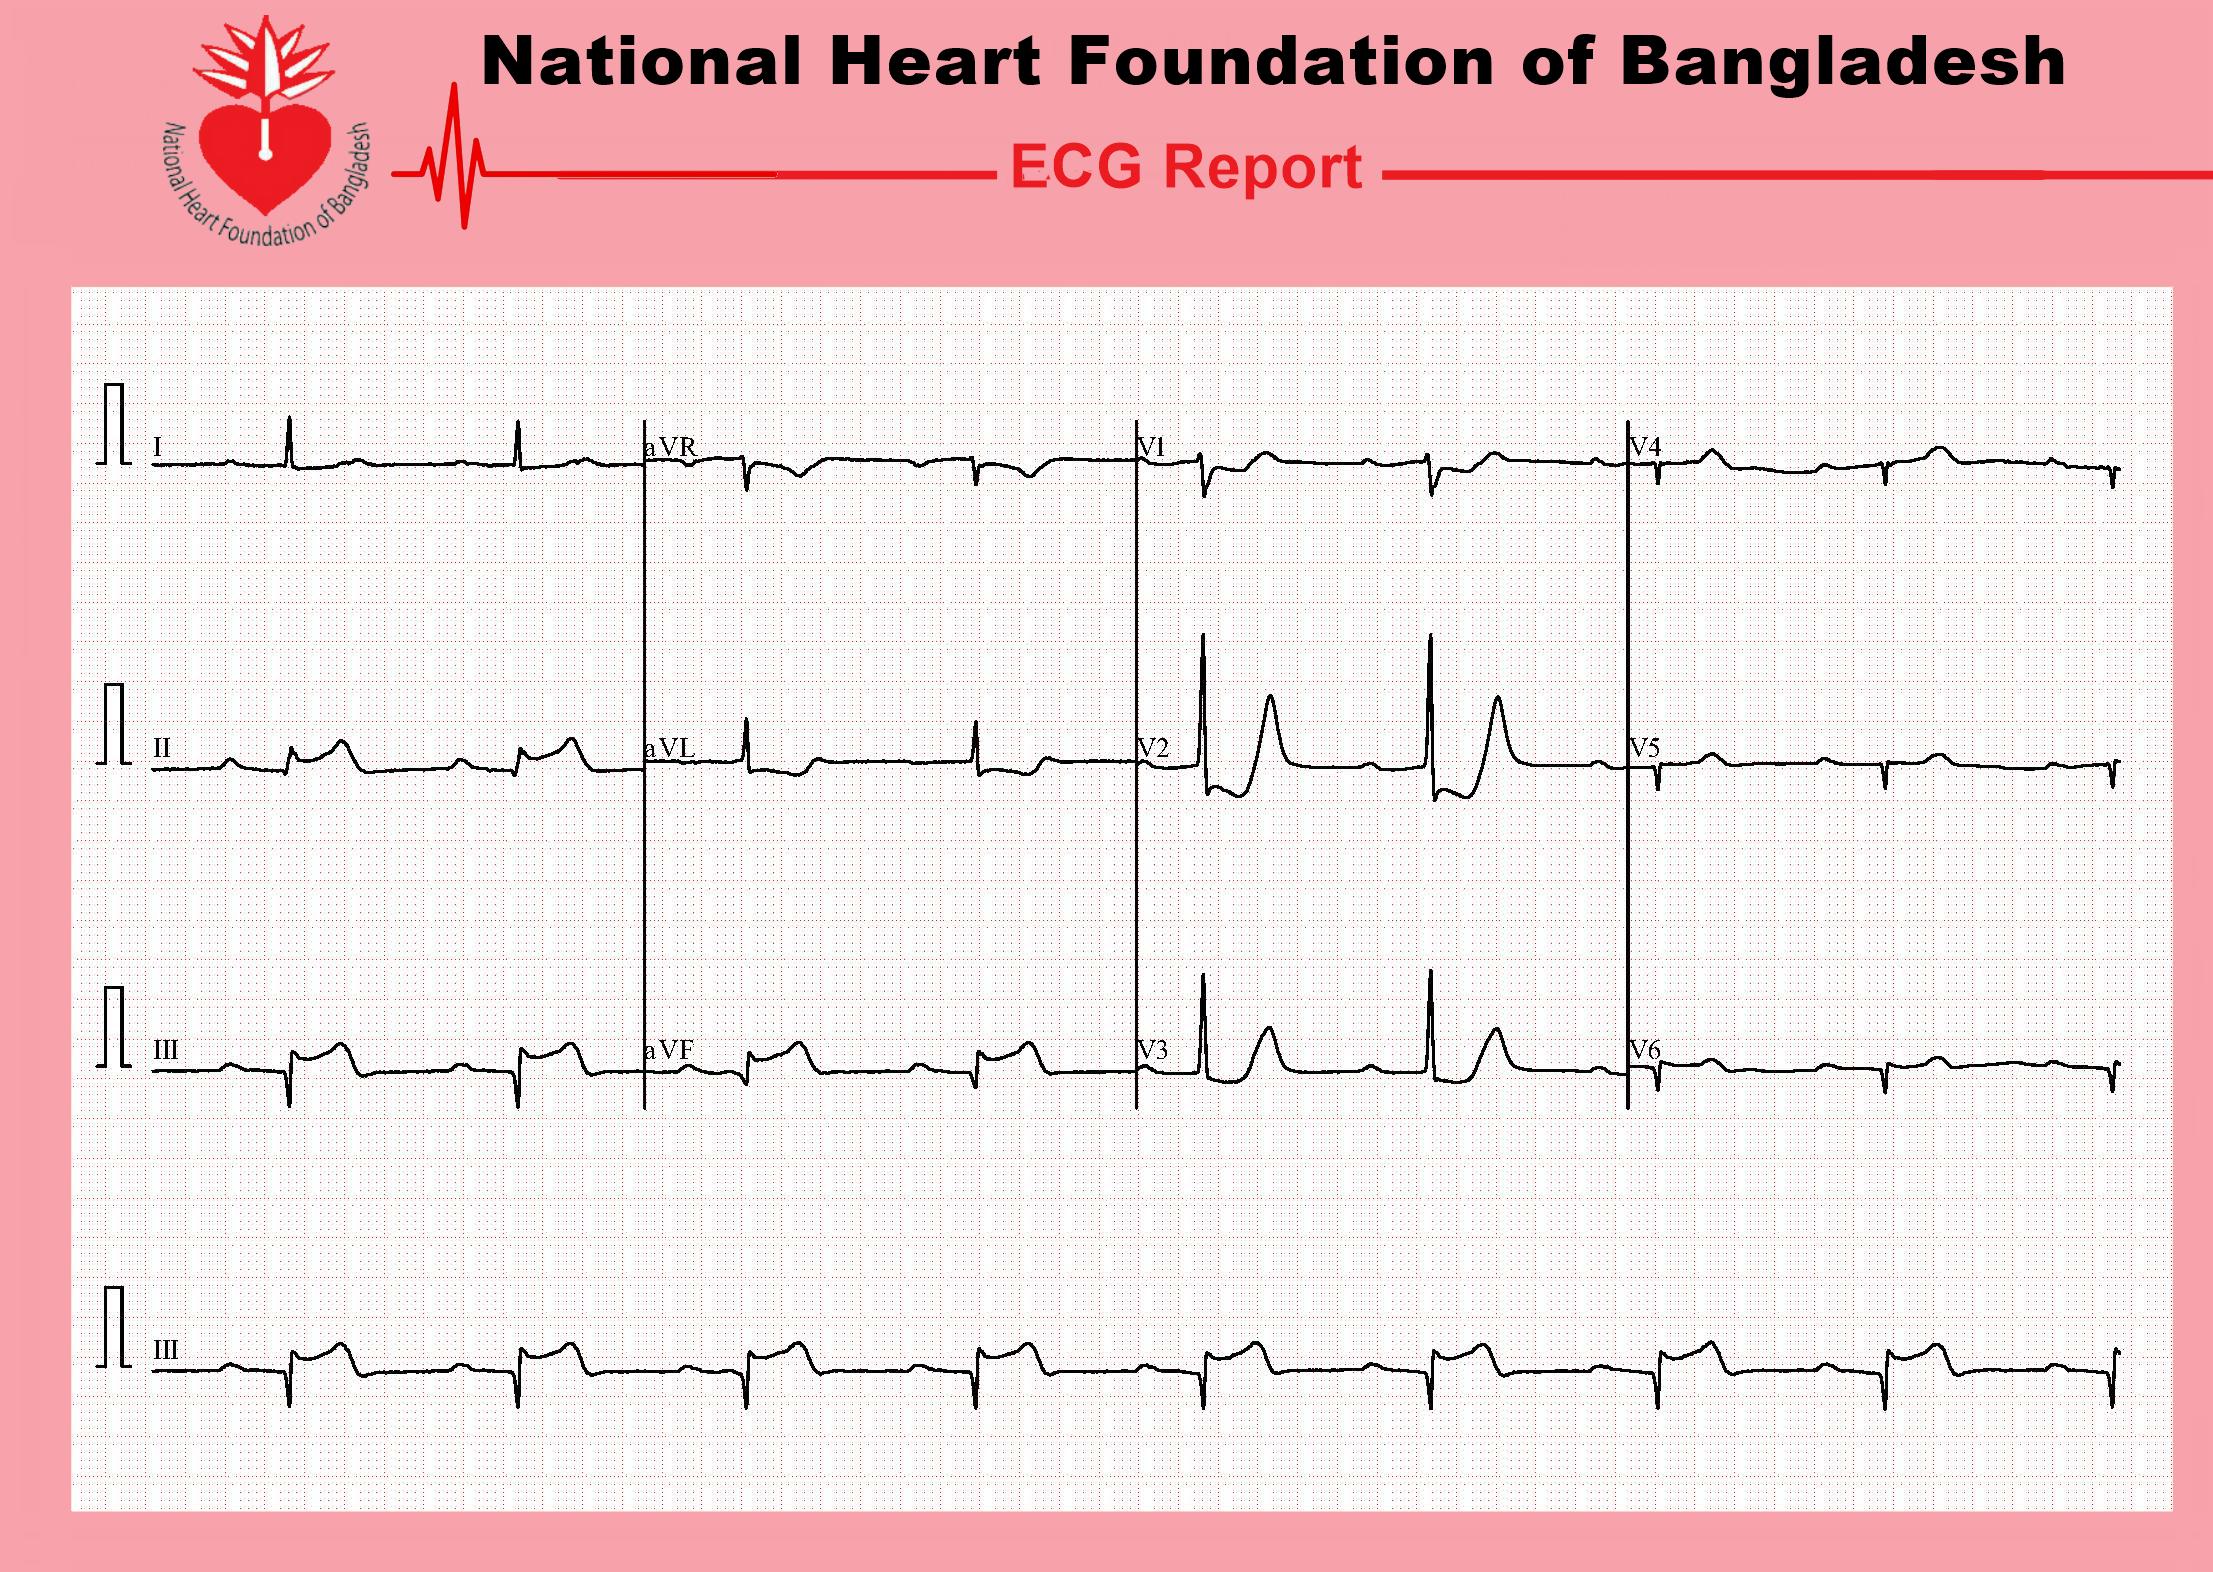 National Heart Foundation of Bangladesh
National Heart Foundation of Bangladesh
ECG Report
I
aVR
V1
V4
II
aVL
V2
V5
III
aVF
V3
V6
III